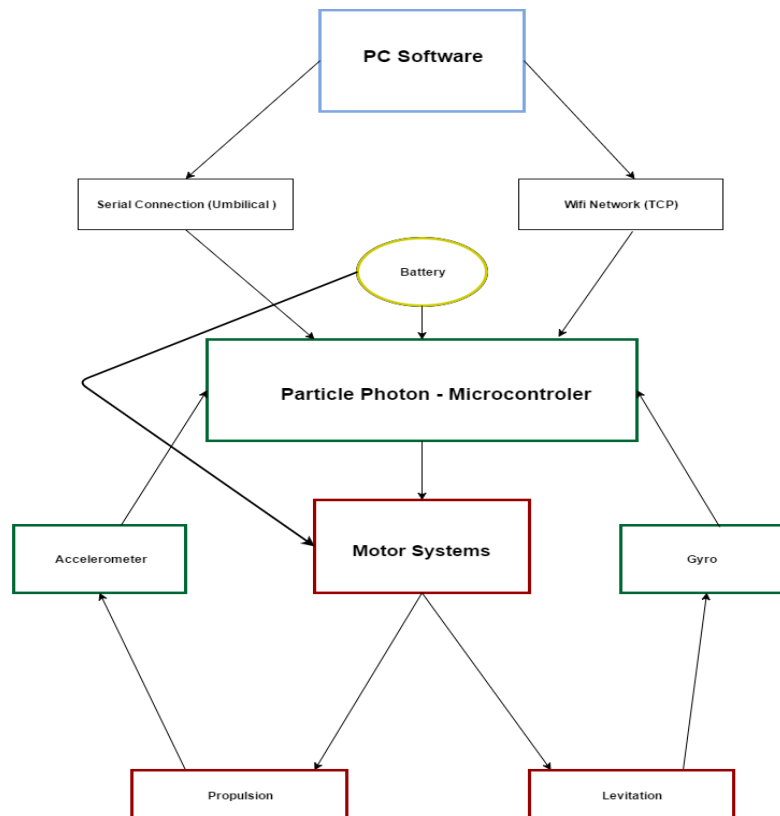 PC Software
Serial Connection (Umbilical )
Wifi Network (TCP)
Battery
Particle Photon - Microcontroler
Motor Systems
Accelerometer
Gyro
Propulsion
Levitation